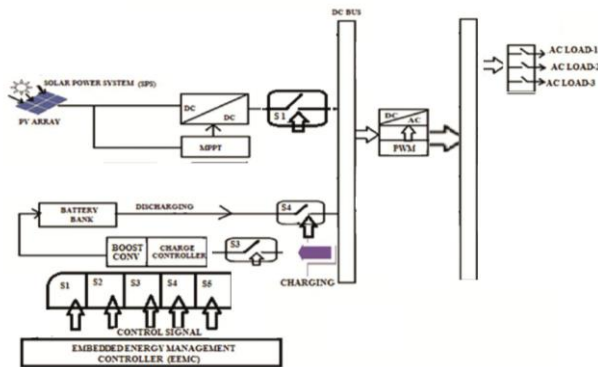 DC BUS
AC LOAD-1
AC LOAD-2
AC LOAD-3
SOLAR POWER SYSTEM (SPS)
PV ARRAY
DC
DC
S1
MPPT
DC
AC
PWM
BATTERY
BANK
DISCHARGING
S4
BOOST
CONV
CHARGE
CONTROLLER
S3
CHARGING
S1
S2
S3
S4
S5
CONTROL SIGNAL
EMBEDDED ENERGY MANAGEMENT
CONTROLLER (EEMC)